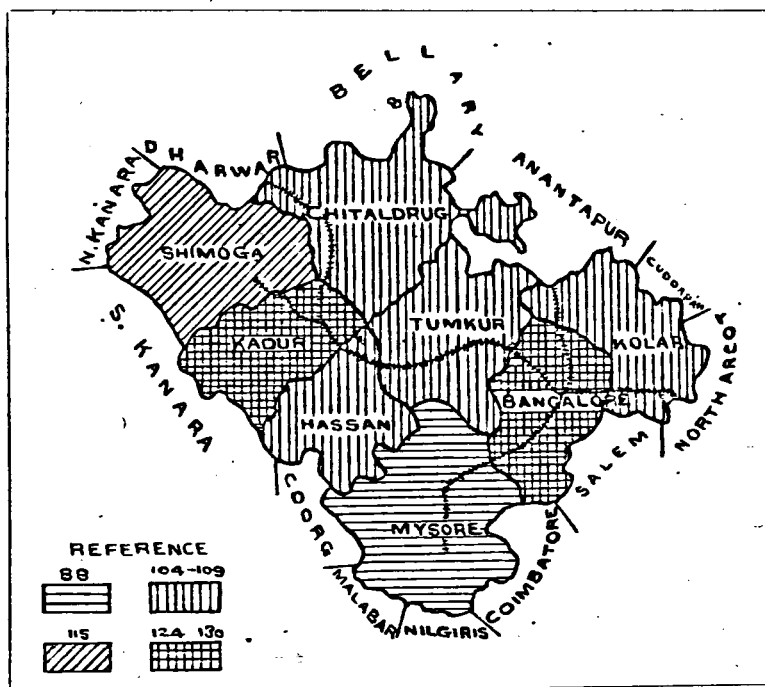 BELLARY
DHARWAR
ANANTAPUR
N. KANARA
CHITALDRUG
SHIMOGA
CUDDAPAH
TUMKUR
KOLAR
KADUR
S. KANARA
BANGALORE
NORTH ARCOT
HASSAN
SALEM
COORG
MYSORE
COIMBATORE
MALABAR
NILGIRIS
REFERENCE
88 104-109
115 124 130